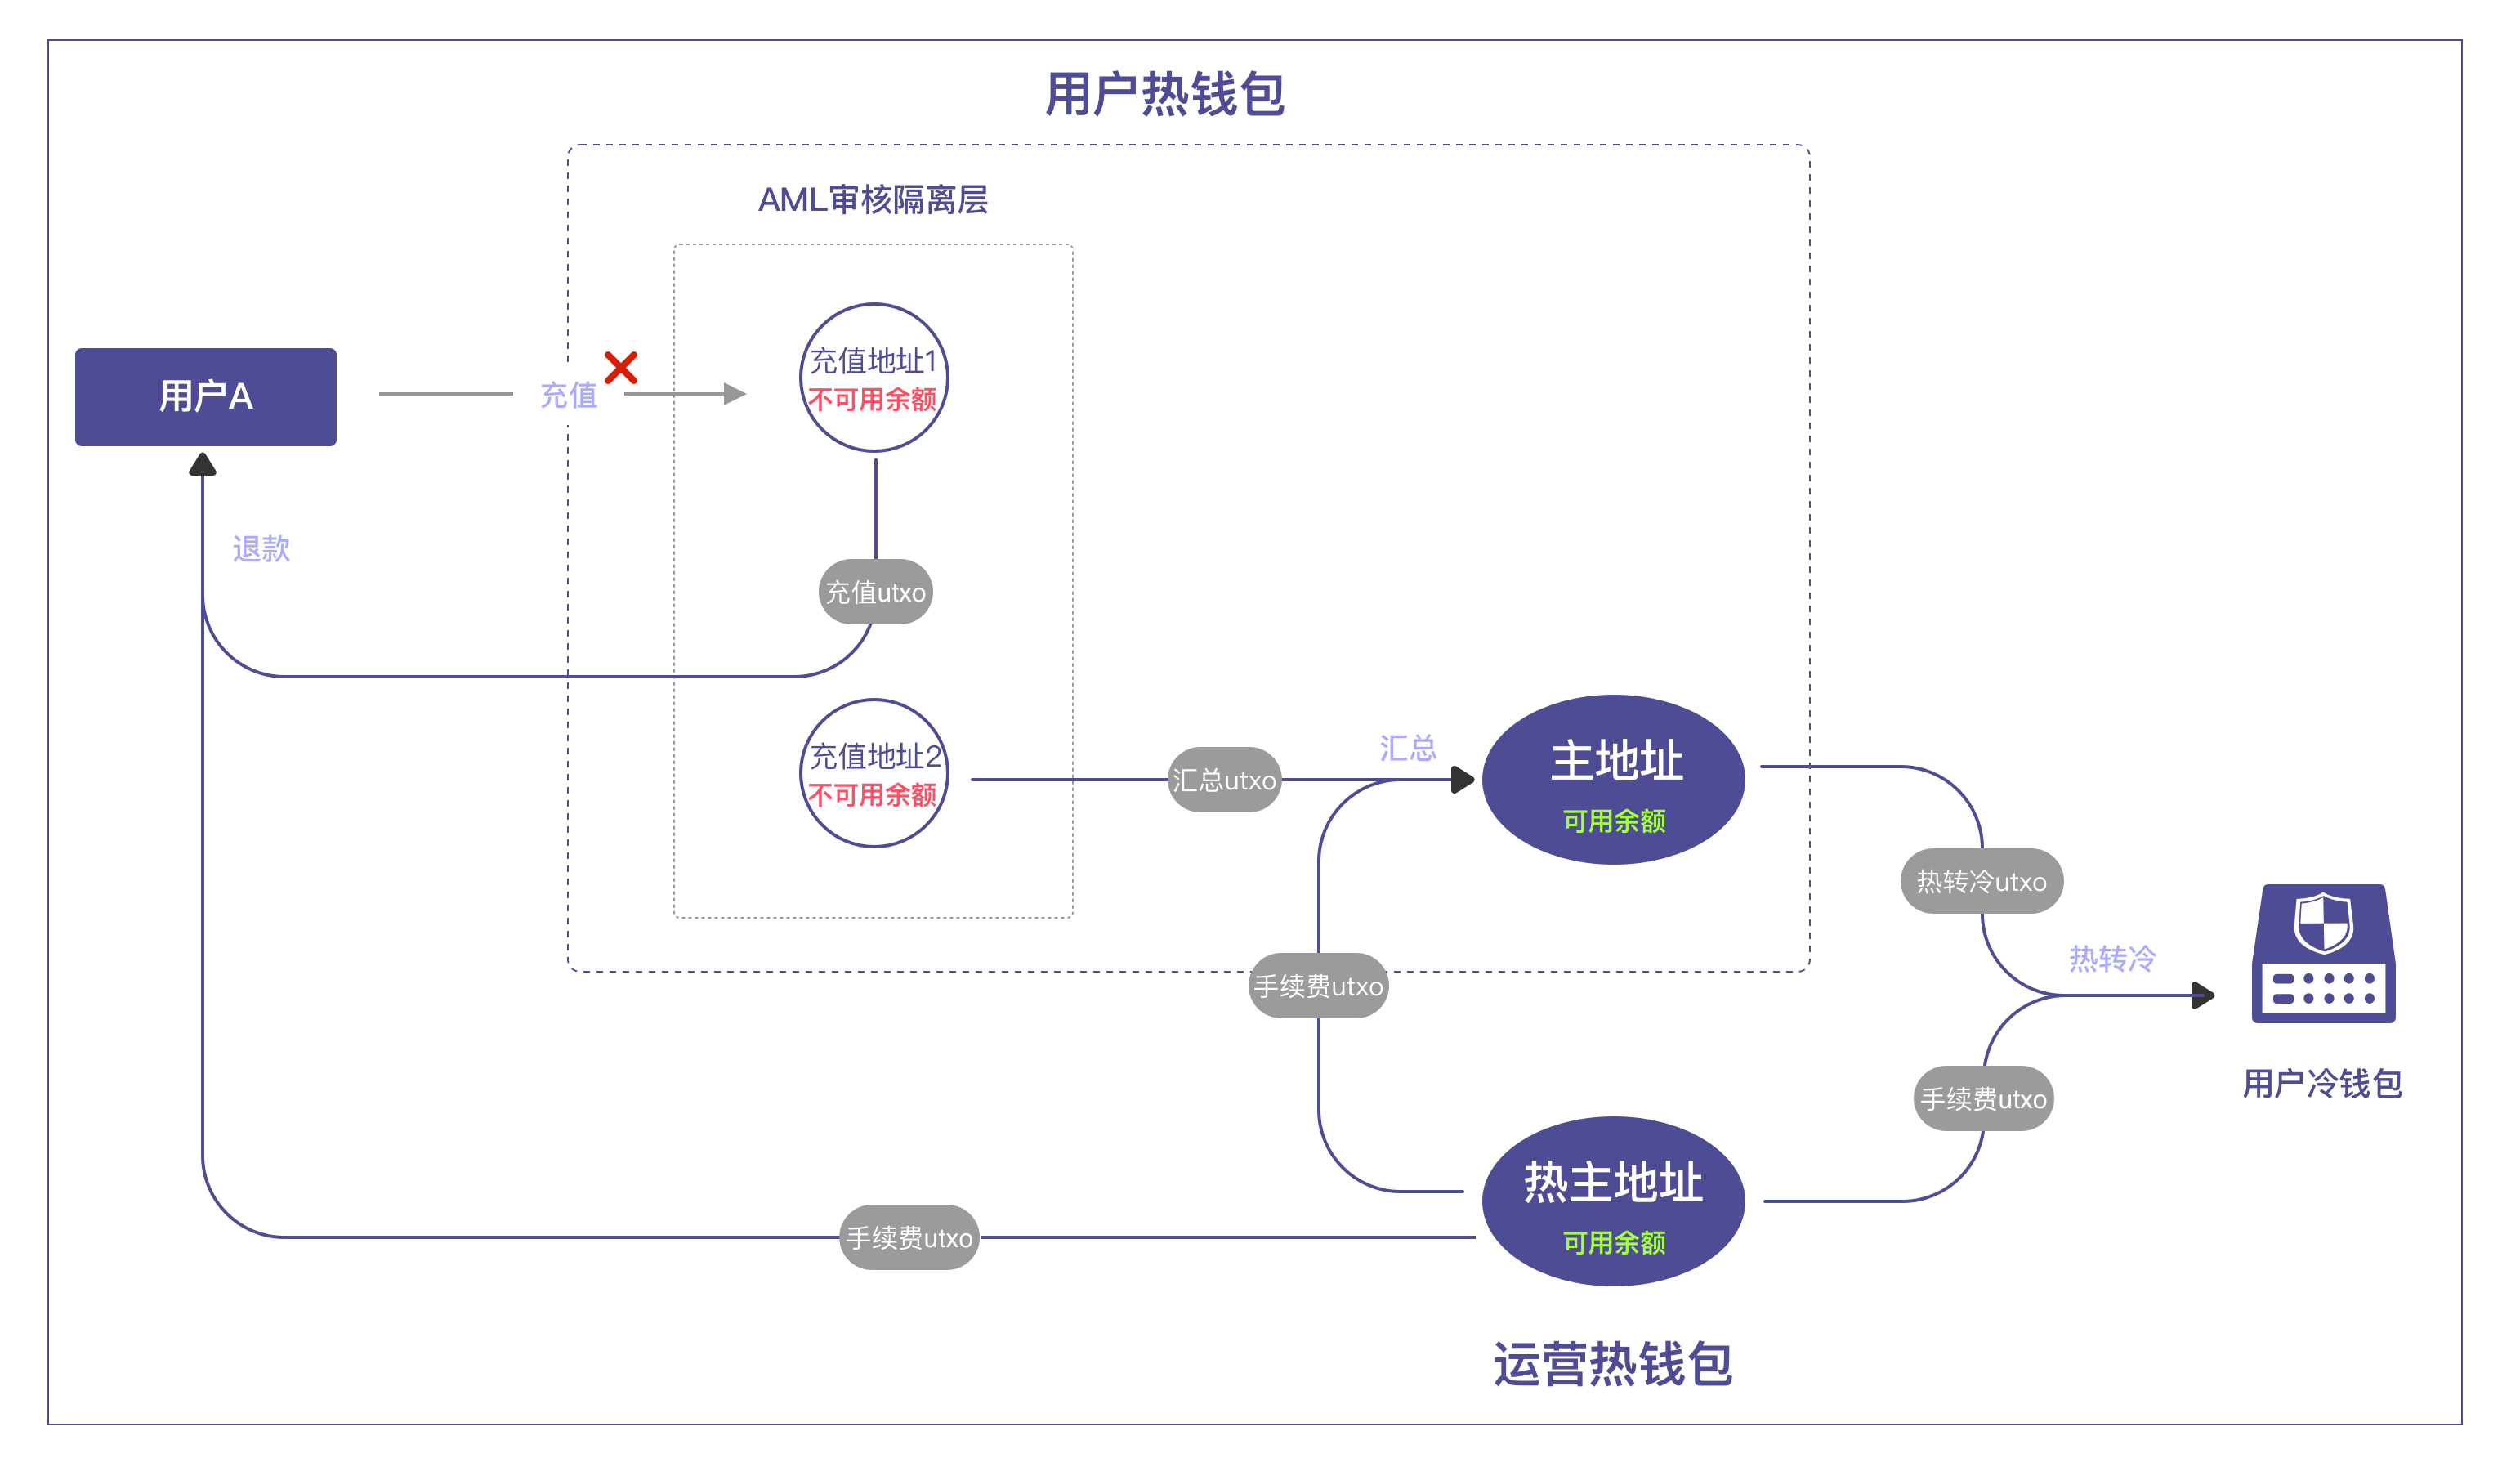 用户热钱包
AML审核隔离层
用户A
充值
充值地址1
不可用余额
退款
充值utxo
充值地址2
不可用余额
汇总utxo
汇总
主地址
可用余额
热转冷utxo
热转冷
手续费utxo
用户冷钱包
手续费utxo
热主地址
可用余额
手续费utxo
运营热钱包